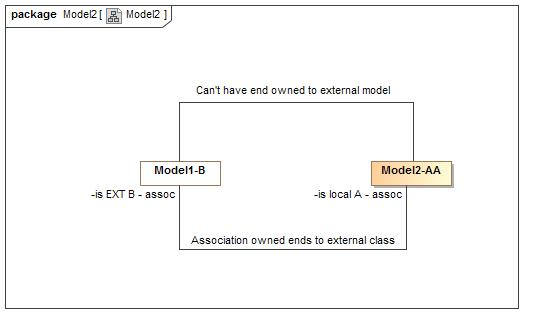 package Model2 [ Model2 ]
Can't have end owned to external model
Model1-B
Model2-AA
-is EXT B - assoc
-is local A - assoc
Association owned ends to external class